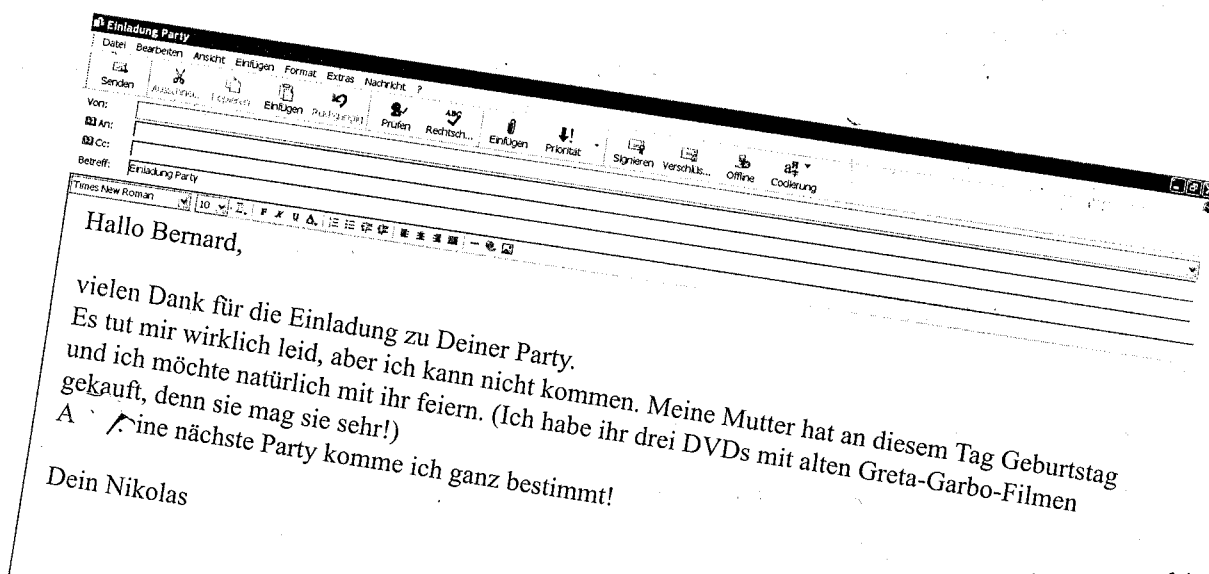 Einladung Party
Datei Bearbeiten Ansicht Einfügen Format Extras Nachricht ?
Senden Einfügen Prüfen Rechtsch... Einfügen Priorität Signieren Verschlüs... Offline Codierung
Von:
An:
Cc:
Betreff: Einladung Party
Times New Roman 10 F K U A
Hallo Bernard,
vielen Dank für die Einladung zu Deiner Party.
Es tut mir wirklich leid, aber ich kann nicht kommen. Meine Mutter hat an diesem Tag Geburtstag
und ich möchte natürlich mit ihr feiern. (Ich habe ihr drei DVDs mit alten Greta-Garbo-Filmen
gekauft, denn sie mag sie sehr!)
A ine nächste Party komme ich ganz bestimmt!
Dein Nikolas